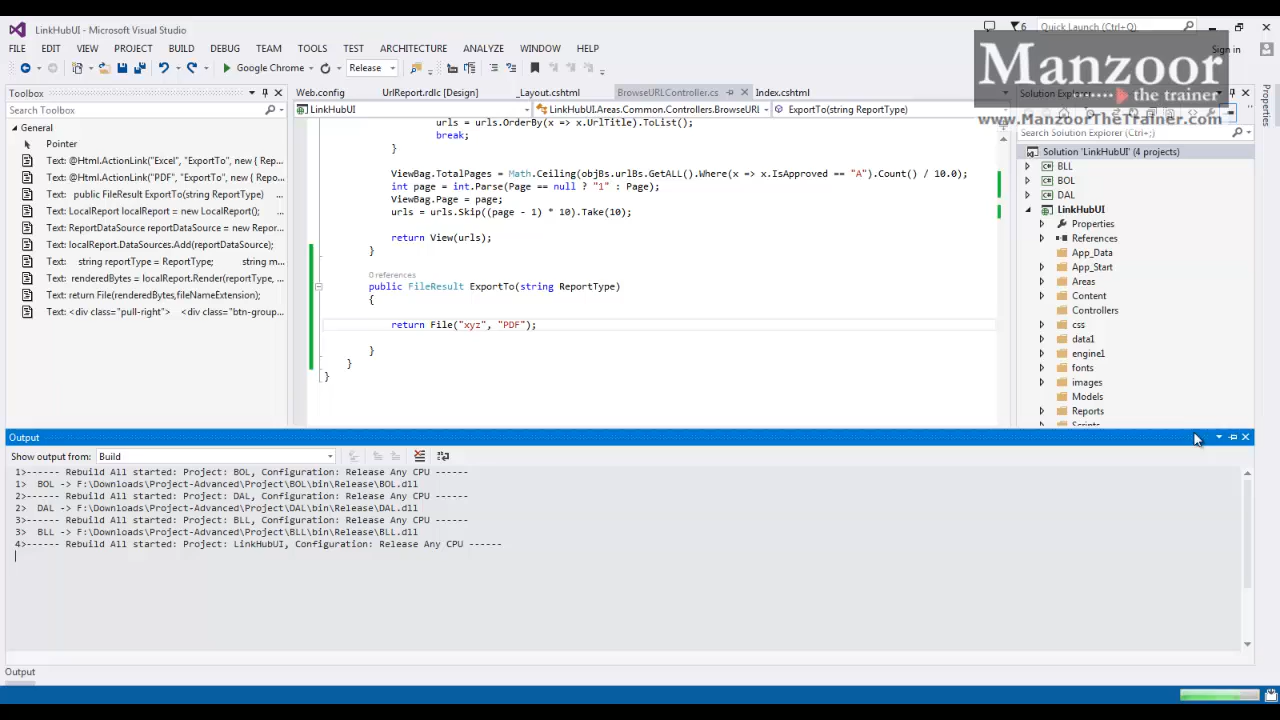 LinkHubUI - Microsoft Visual Studio
6
Quick Launch (Ctrl+Q)
FILE EDIT VIEW PROJECT BUILD DEBUG TEAM TOOLS TEST ARCHITECTURE ANALYZE WINDOW HELP
Sign in
Manzoor
the trainer
www.ManzoorTheTrainer.com
Google Chrome Release
Toolbox
Web.config UrlReport.rdlc [Design] _Layout.cshtml BrowseURLController.cs Index.cshtml
Solution Explorer
Properties
Search Toolbox
LinkHubUI LinkHubUI.Areas.Common.Controller.BrowseURl ExportTo(string ReportType)
General
Pointer
Text: @Html.ActionLink("Excel", "ExportTo", new { Repo...
Text: @Html.ActionLink("PDF", "ExportTo", new { Repor...
Text: public FileResult ExportTo(string ReportType)
Text: LocalReport localReport = new LocalReport();
Text: ReportDataSource reportDataSource = new Report...
Text: localReport.DataSources.Add(reportDataSource);
Text: string reportType = ReportType; string m...
Text: renderedBytes = localReport.Render(reportType, ...
Text: return File(renderedBytes,fileNameExtension);
Text: <div class="pull-right"> <div class="btn-group...
urls = urls.OrderBy(x => x.UrlTitle).ToList();
break;
}
ViewBag.TotalPages = Math.Ceiling(objBs.urlBs.GetALL().Where(x => x.IsApproved == "A").Count() / 10.0);
int page = int.Parse(Page == null ? "1" : Page);
ViewBag.Page = page;
urls = urls.Skip((page - 1) * 10).Take(10);
return View(urls);
}
0 references
public FileResult ExportTo(string ReportType)
{
return File("xyz", "PDF");
}
}
}
Search Solution Explorer (Ctrl+;)
Solution 'LinkHubUI' (4 projects)
BLL
BOL
DAL
LinkHubUI
Properties
References
App_Data
App_Start
Areas
Content
Controllers
css
data1
engine1
fonts
images
Models
Reports
Scripts
Output
Show output from: Build
1>------ Rebuild All started: Project: BOL, Configuration: Release Any CPU ------
1> BOL -> F:\Downloads\Project-Advanced\Project\BOL\bin\Release\BOL.dll
2>------ Rebuild All started: Project: DAL, Configuration: Release Any CPU ------
2> DAL -> F:\Downloads\Project-Advanced\Project\DAL\bin\Release\DAL.dll
3>------ Rebuild All started: Project: BLL, Configuration: Release Any CPU ------
3> BLL -> F:\Downloads\Project-Advanced\Project\BLL\bin\Release\BLL.dll
4>------ Rebuild All started: Project: LinkHubUI, Configuration: Release Any CPU ------
Output